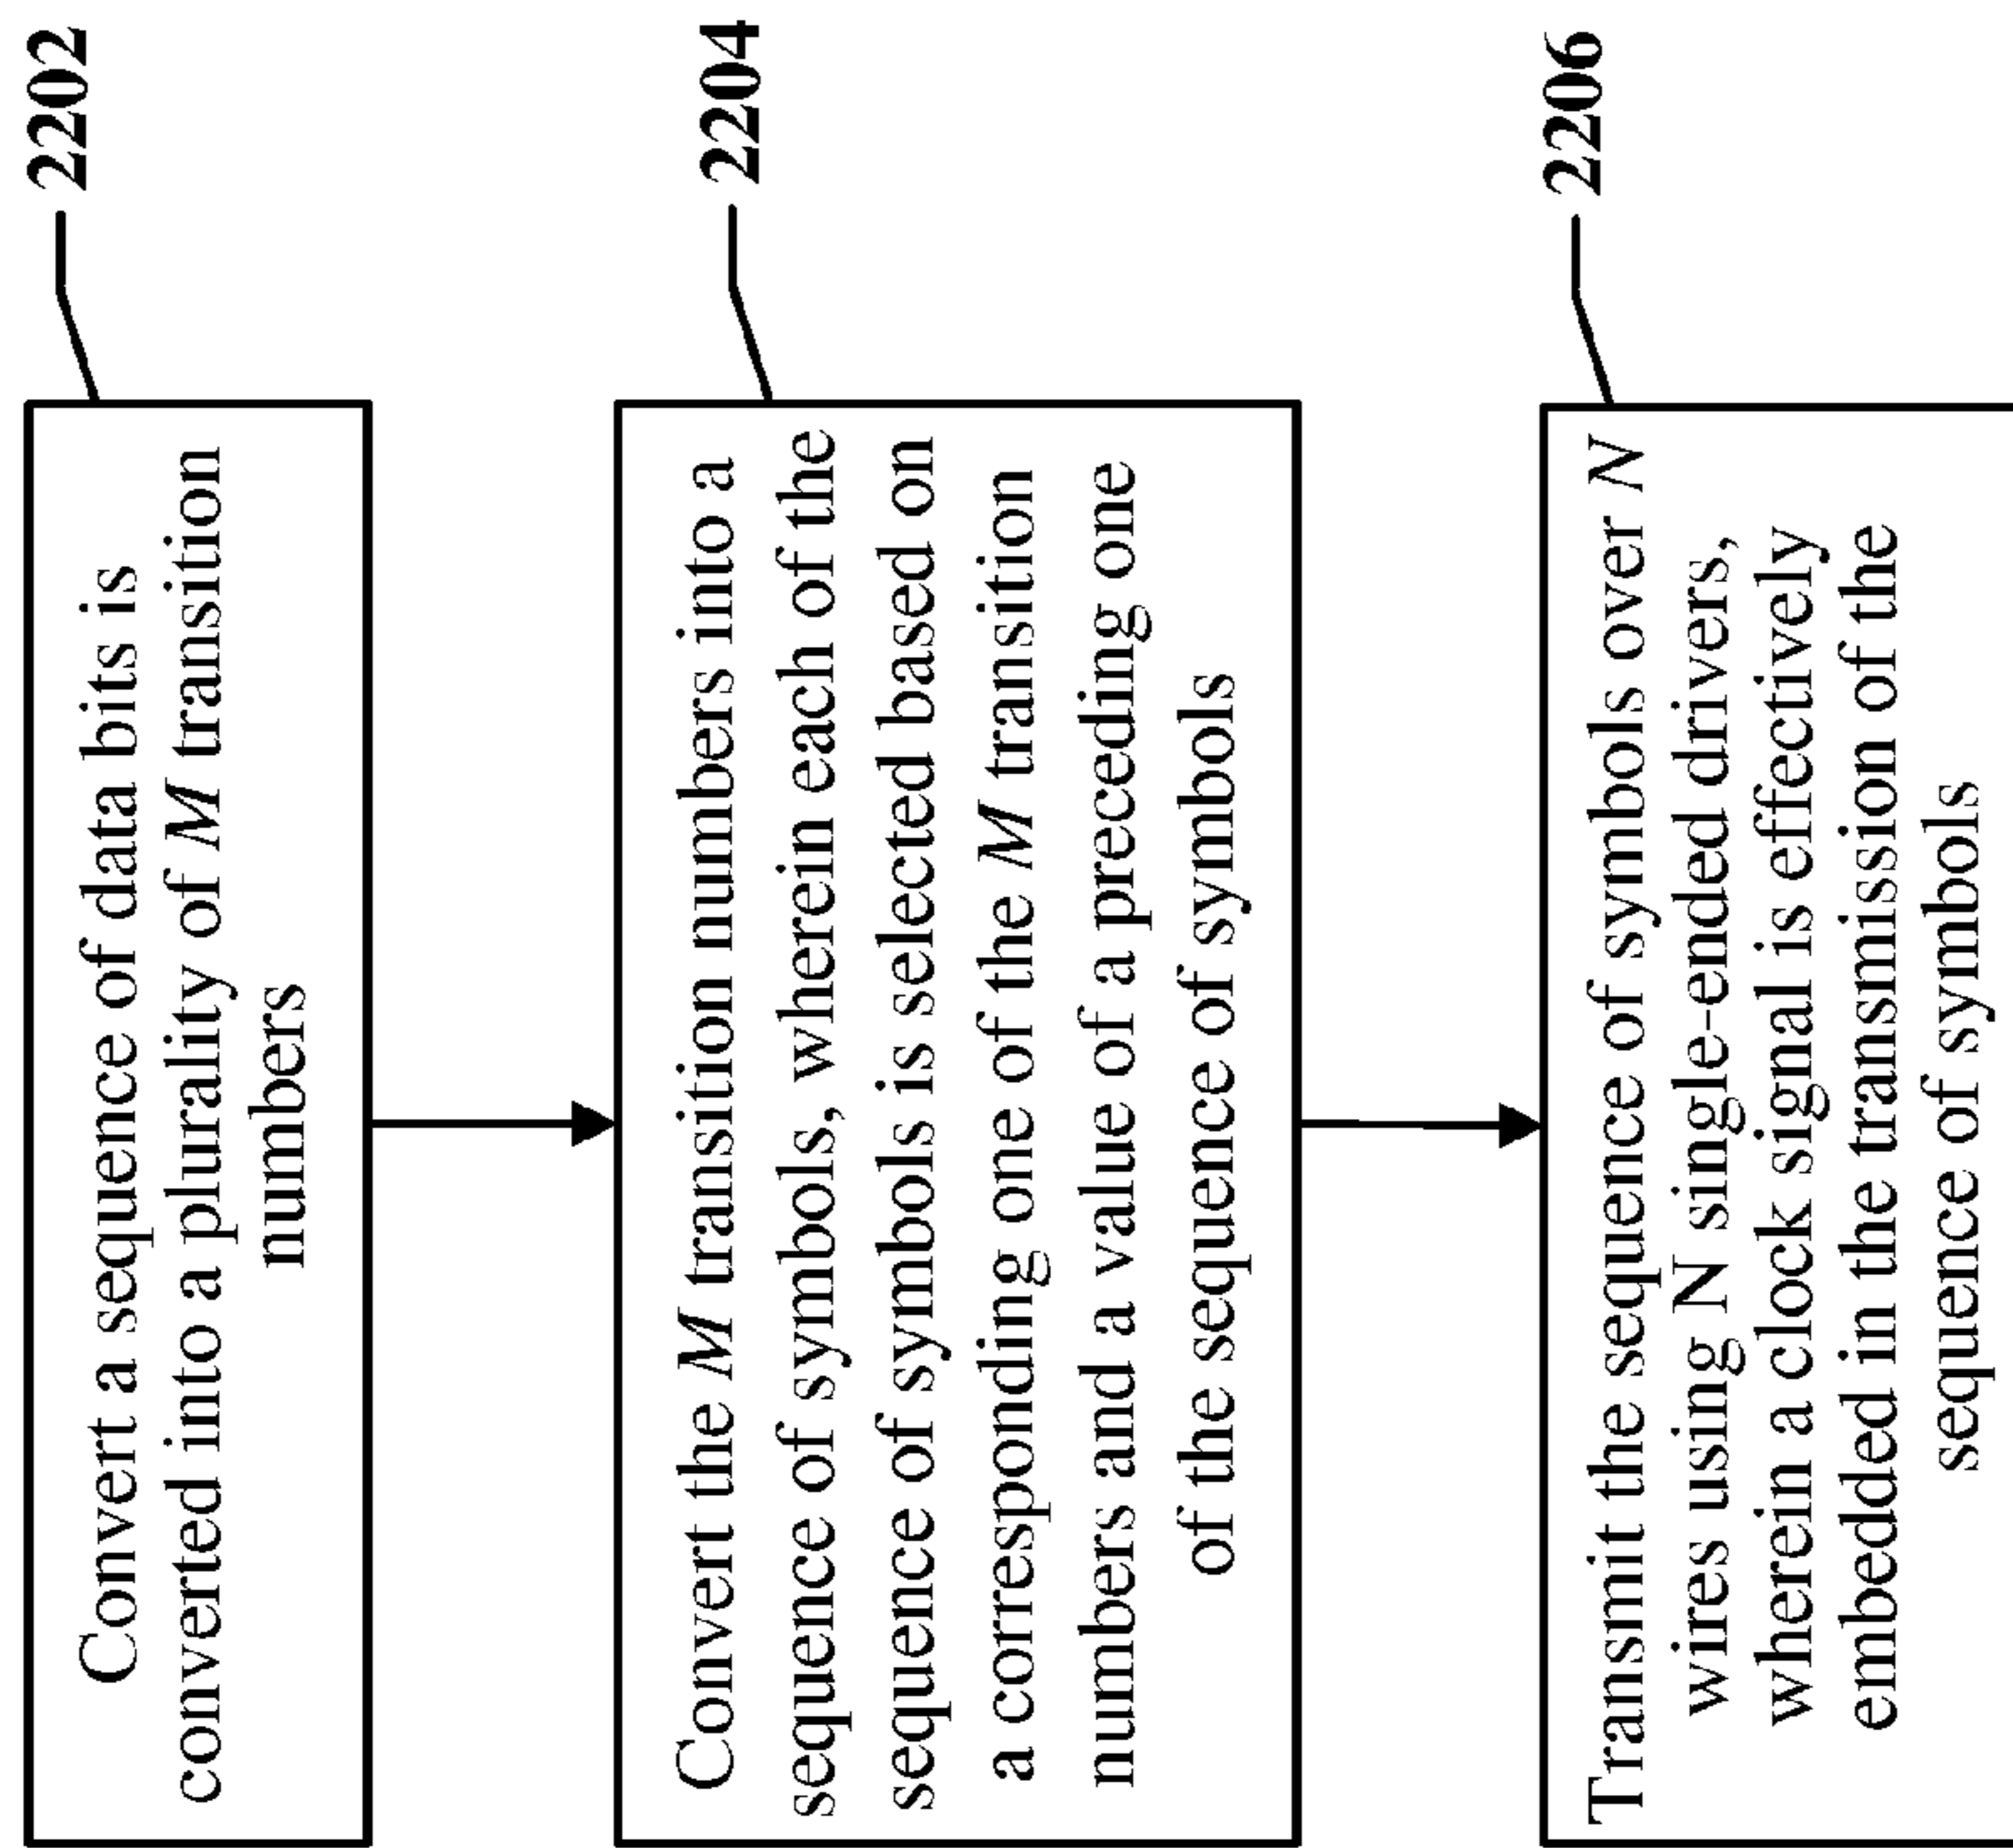 2202
Convert a sequence of data bits is
converted into a plurality of M transition
numbers
2204
Convert the M transition numbers into a
sequence of symbols, wherein each of the
sequence of symbols is selected based on
a corresponding one of the M transition
numbers and a value of a preceding one
of the sequence of symbols
2206
Transmit the sequence of symbols over N
wires using N single-ended drivers,
wherein a clock signal is effectively
embedded in the transmission of the
sequence of symbols